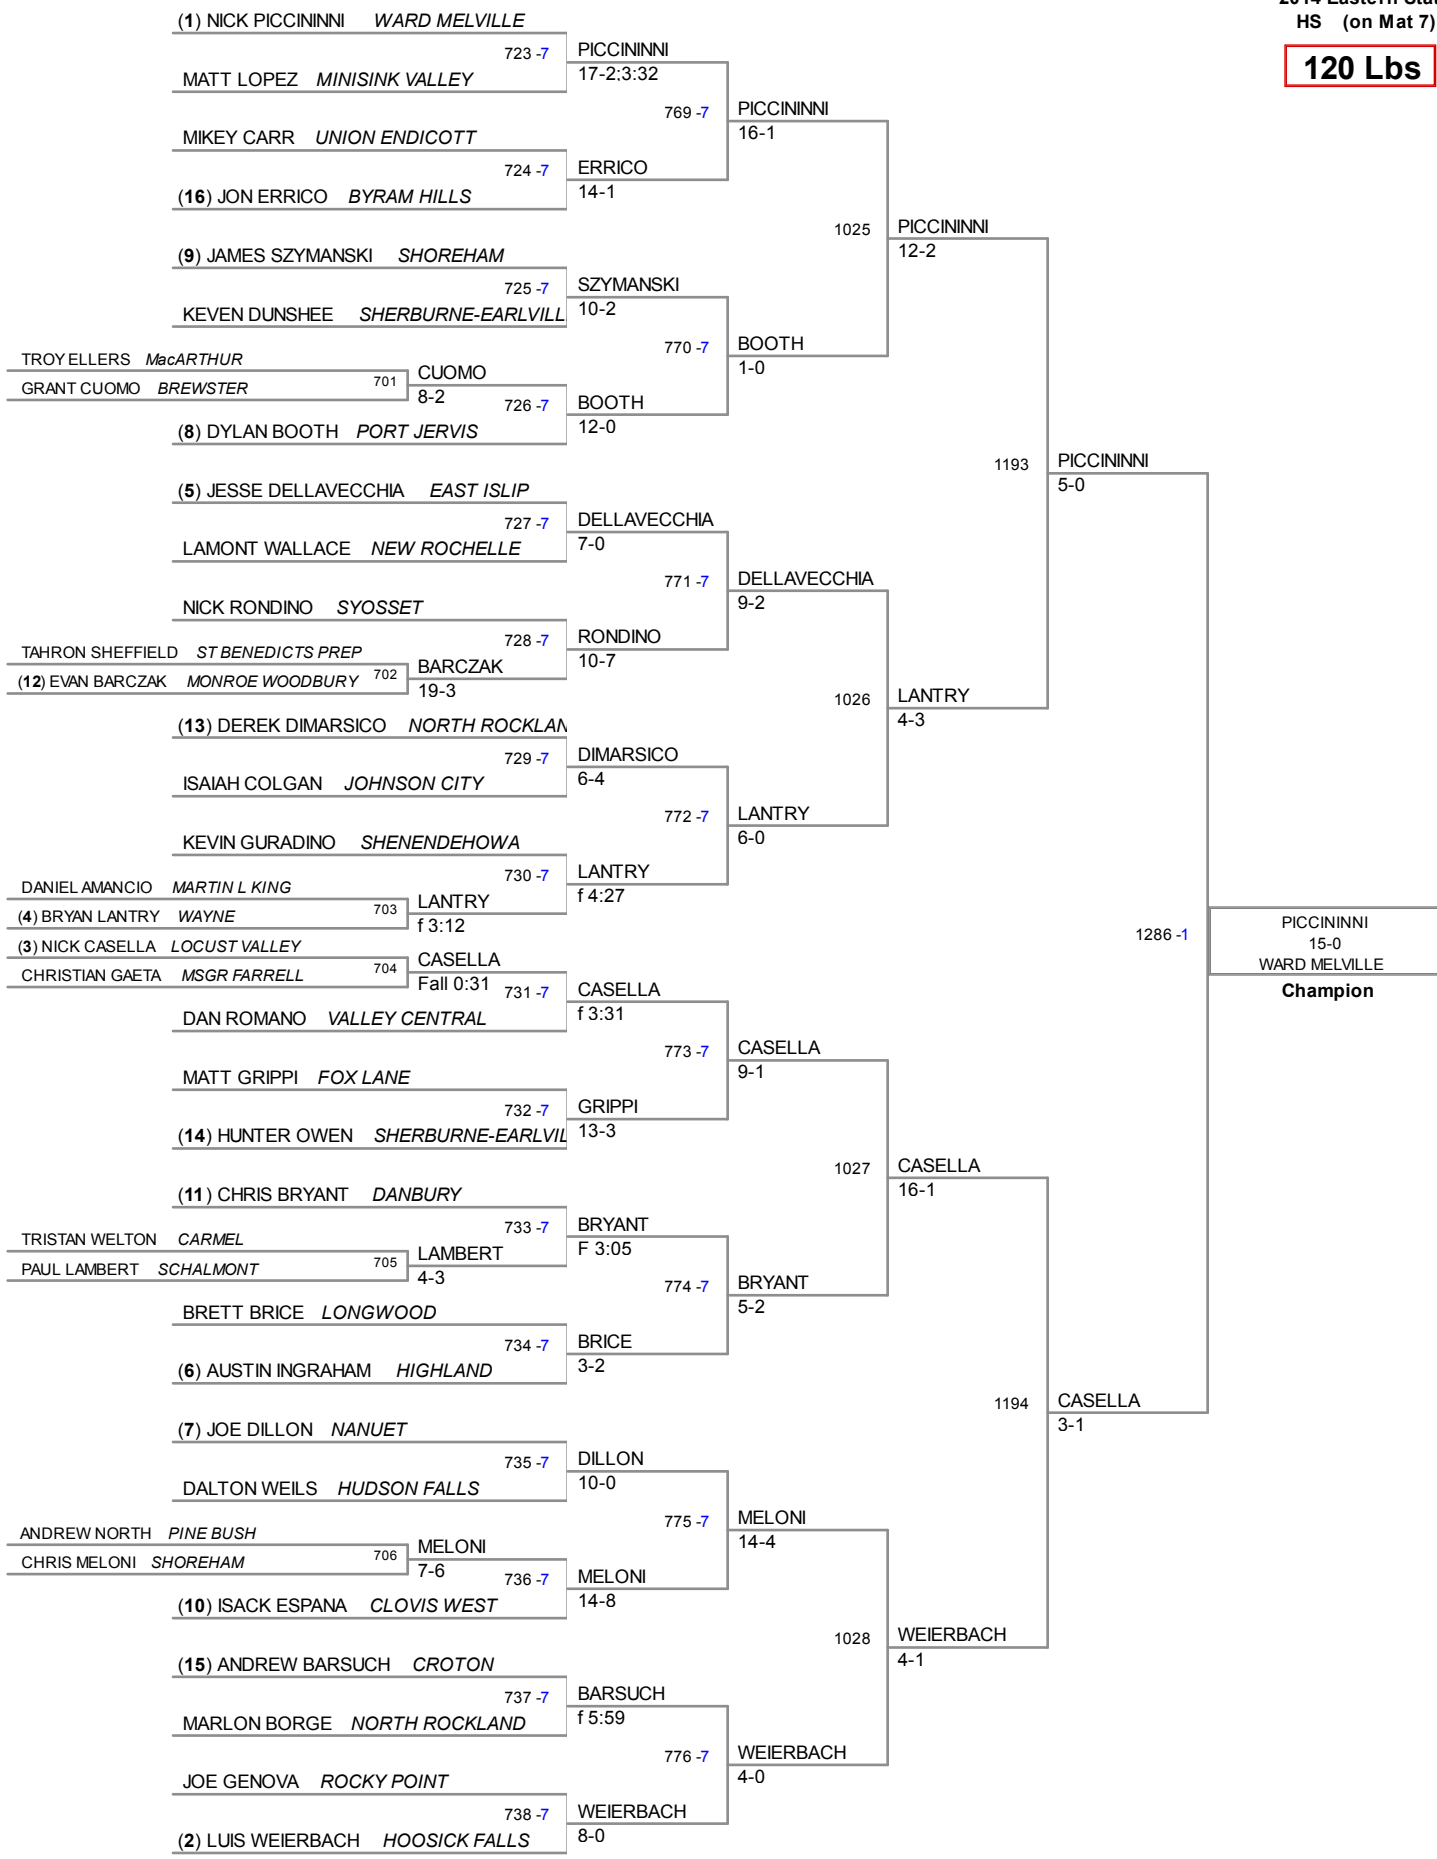 2014 Eastern Stat
HS (on Mat 7)
120 Lbs
(1) NICK PICCININNI WARD MELVILLE
723 -7
PICCININNI
17-2;3:32
MATT LOPEZ MINISINK VALLEY
769 -7
PICCININNI
16-1
MIKEY CARR UNION ENDICOTT
724 -7
ERRICO
14-1
(16) JON ERRICO BYRAM HILLS
1025
PICCININNI
12-2
(9) JAMES SZYMANSKI SHOREHAM
725 -7
SZYMANSKI
10-2
KEVEN DUNSHEE SHERBURNE-EARLVILL
770 -7
BOOTH
1-0
TROY ELLERS MacARTHUR
701
CUOMO
8-2
GRANT CUOMO BREWSTER
726 -7
BOOTH
12-0
(8) DYLAN BOOTH PORT JERVIS
1193
PICCININNI
5-0
(5) JESSE DELLAVECCHIA EAST ISLIP
727 -7
DELLAVECCHIA
7-0
LAMONT WALLACE NEW ROCHELLE
771 -7
DELLAVECCHIA
9-2
NICK RONDINO SYOSSET
728 -7
RONDINO
10-7
TAHRON SHEFFIELD ST BENEDICTS PREP
702
BARCZAK
19-3
(12) EVAN BARCZAK MONROE WOODBURY
1026
LANTRY
4-3
(13) DEREK DIMARSICO NORTH ROCKLAN
729 -7
DIMARSICO
6-4
ISAIAH COLGAN JOHNSON CITY
772 -7
LANTRY
6-0
KEVIN GURADINO SHENENDEHOWA
730 -7
LANTRY
f 4:27
DANIEL AMANCIO MARTIN L KING
703
LANTRY
f 3:12
(4) BRYAN LANTRY WAYNE
1286 -1
PICCININNI
15-0
WARD MELVILLE
Champion
(3) NICK CASELLA LOCUST VALLEY
704
CASELLA
Fall 0:31
CHRISTIAN GAETA MSGR FARRELL
731 -7
CASELLA
f 3:31
DAN ROMANO VALLEY CENTRAL
773 -7
CASELLA
9-1
MATT GRIPPI FOX LANE
732 -7
GRIPPI
13-3
(14) HUNTER OWEN SHERBURNE-EARLVIL
1027
CASELLA
16-1
(11) CHRIS BRYANT DANBURY
733 -7
BRYANT
F 3:05
TRISTAN WELTON CARMEL
705
LAMBERT
4-3
PAUL LAMBERT SCHALMONT
774 -7
BRYANT
5-2
BRETT BRICE LONGWOOD
734 -7
BRICE
3-2
(6) AUSTIN INGRAHAM HIGHLAND
1194
CASELLA
3-1
(7) JOE DILLON NANUET
735 -7
DILLON
10-0
DALTON WEILS HUDSON FALLS
775 -7
MELONI
14-4
ANDREW NORTH PINE BUSH
706
MELONI
7-6
CHRIS MELONI SHOREHAM
736 -7
MELONI
14-8
(10) ISACK ESPANA CLOVIS WEST
1028
WEIERBACH
4-1
(15) ANDREW BARSUCH CROTON
737 -7
BARSUCH
f 5:59
MARLON BORGE NORTH ROCKLAND
776 -7
WEIERBACH
4-0
JOE GENOVA ROCKY POINT
738 -7
WEIERBACH
8-0
(2) LUIS WEIERBACH HOOSICK FALLS